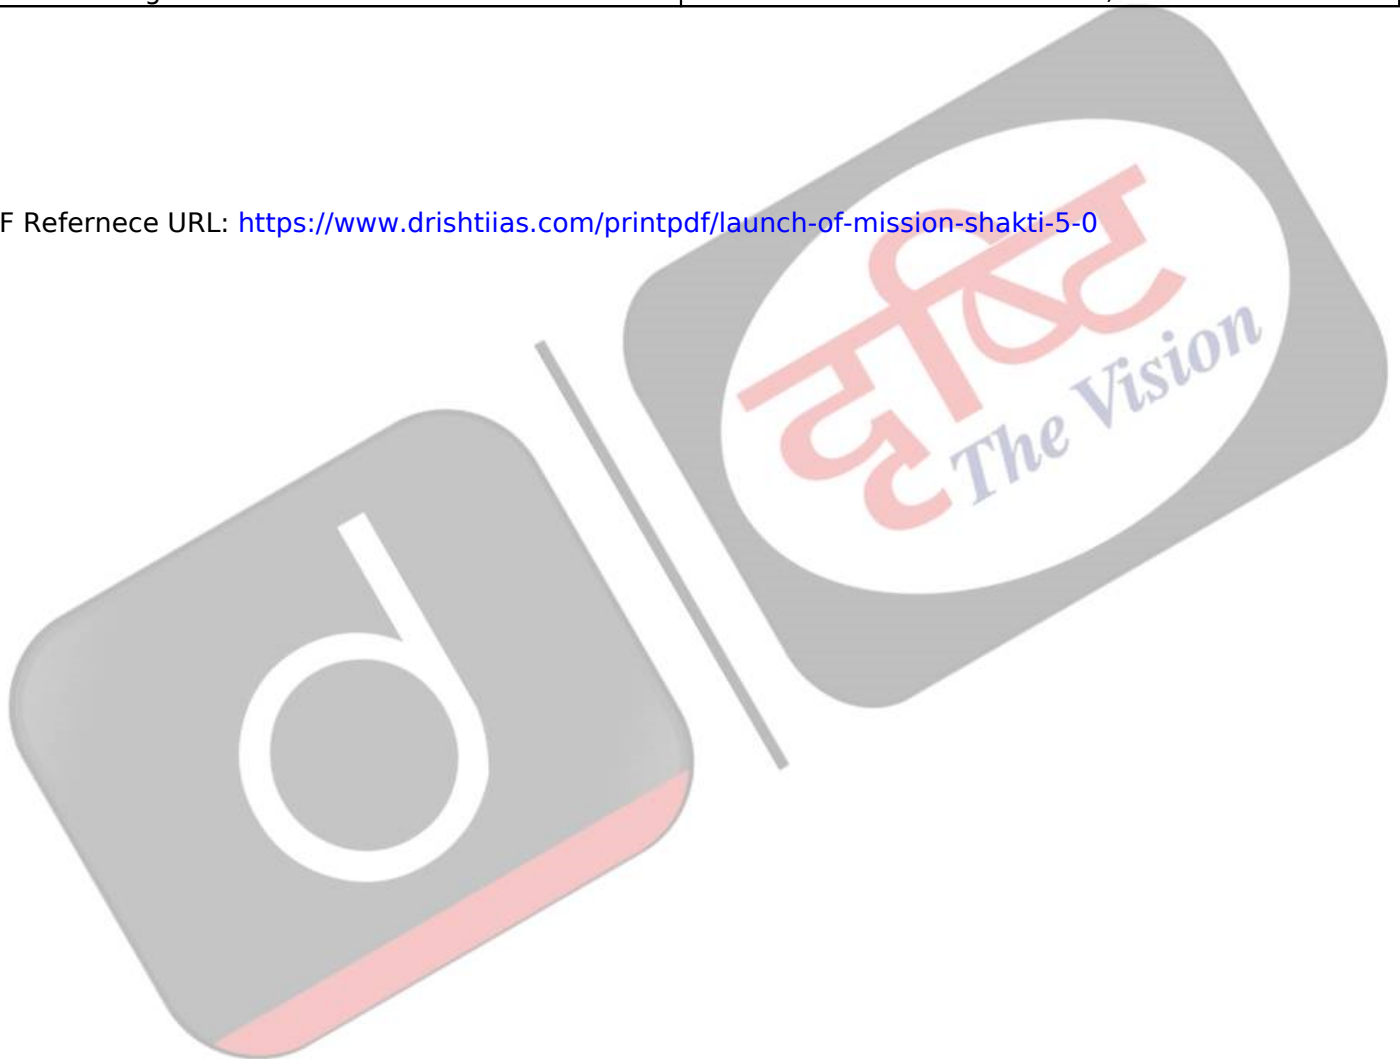 F Refernece URL: https://www.drishtiias.com/printpdf/launch-of-mission-shakti-5-0
दृष्टि
The Vision
d